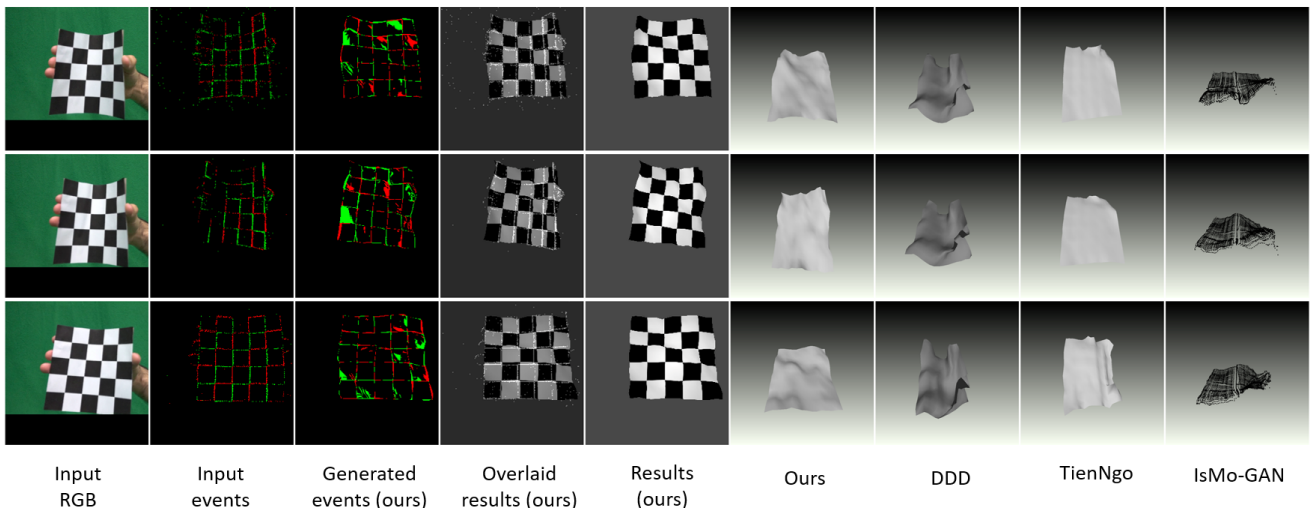 Input
RGB
Input
events
Generated
events (ours)
Overlaid
results (ours)
Results
(ours)
Ours
DDD
TienNgo
IsMo-GAN